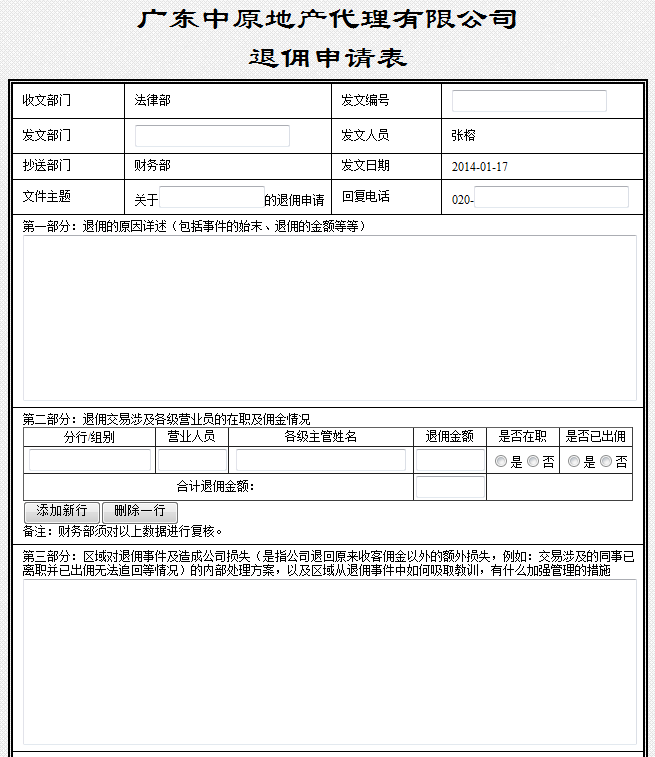 广东中原地产代理有限公司
退佣申请表
收文部门 法律部 发文编号
发文部门 发文人员 张榕
抄送部门 财务部 发文日期 2014-01-17
文件主题 关于 的退佣申请 回复电话 020-
第一部分：退佣的原因详述（包括事件的始末、退佣的金额等等）
第二部分：退佣交易涉及各级营业员的在职及佣金情况
分行/组别 营业人员 各级主管姓名 退佣金额 是否在职 是否已出佣
是 否 是 否
合计退佣金额：
添加新行 删除一行
备注：财务部须对以上数据进行复核。
第三部分：区域对退佣事件及造成公司损失（是指公司退回原来收客佣金以外的额外损失，例如：交易涉及的同事已
离职并已出佣无法追回等情况）的内部处理方案，以及区域从退佣事件中如何吸取教训，有什么加强管理的措施